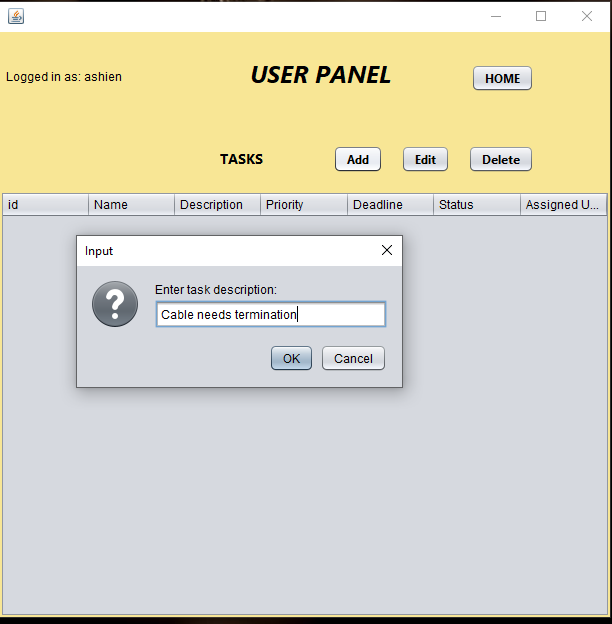 Logged in as: ashien
USER PANEL
HOME
TASKS
Add
Edit
Delete
id
Name
Description
Priority
Deadline
Status
Assigned U...
Input
Enter task description:
Cable needs termination
OK
Cancel